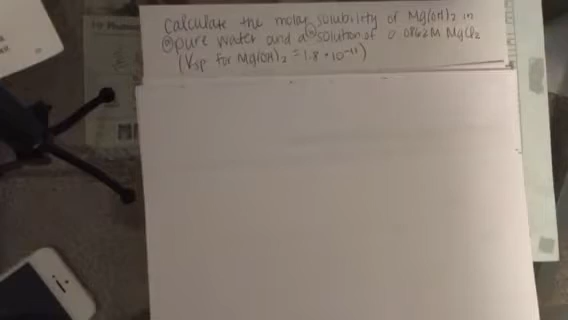 Calculate the molar solubility of Mg(OH)₂ in
ⓐ pure water and ⓑ a solution of 0.0862M MgCl₂
(Ksp for Mg(OH)₂ = 1.8 • 10⁻¹¹)